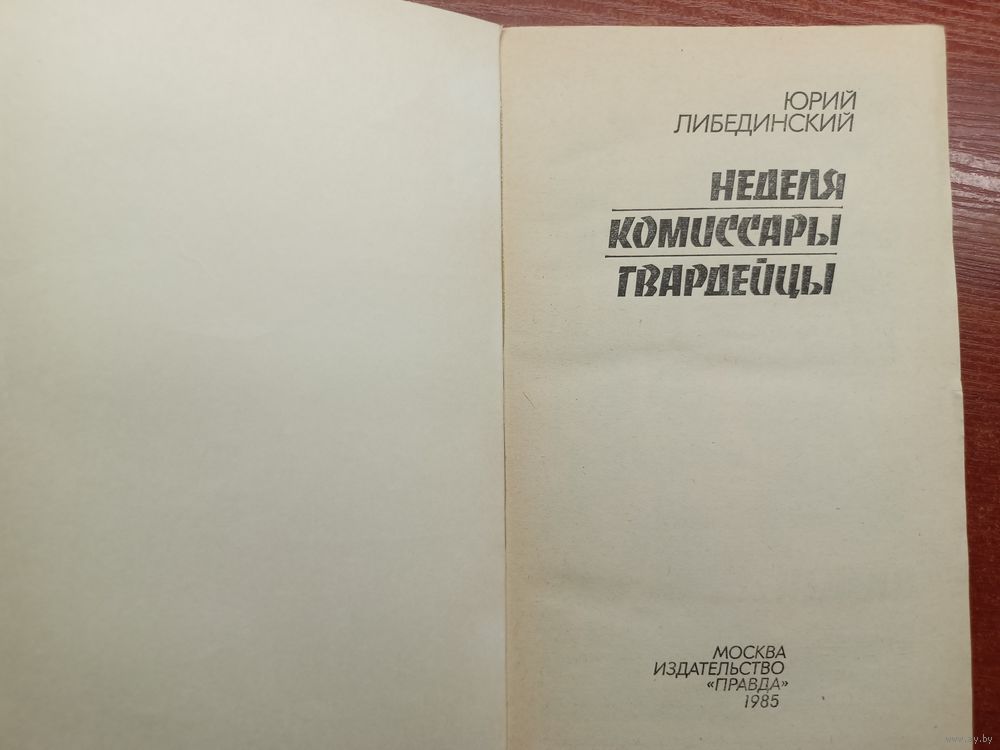 ЮРИЙ
ЛИБЕДИНСКИЙ
НЕДЕЛЯ
КОМИССАРЫ
ГВАРДЕЙЦЫ
МОСКВА
ИЗДАТЕЛЬСТВО
«ПРАВДА»
1985